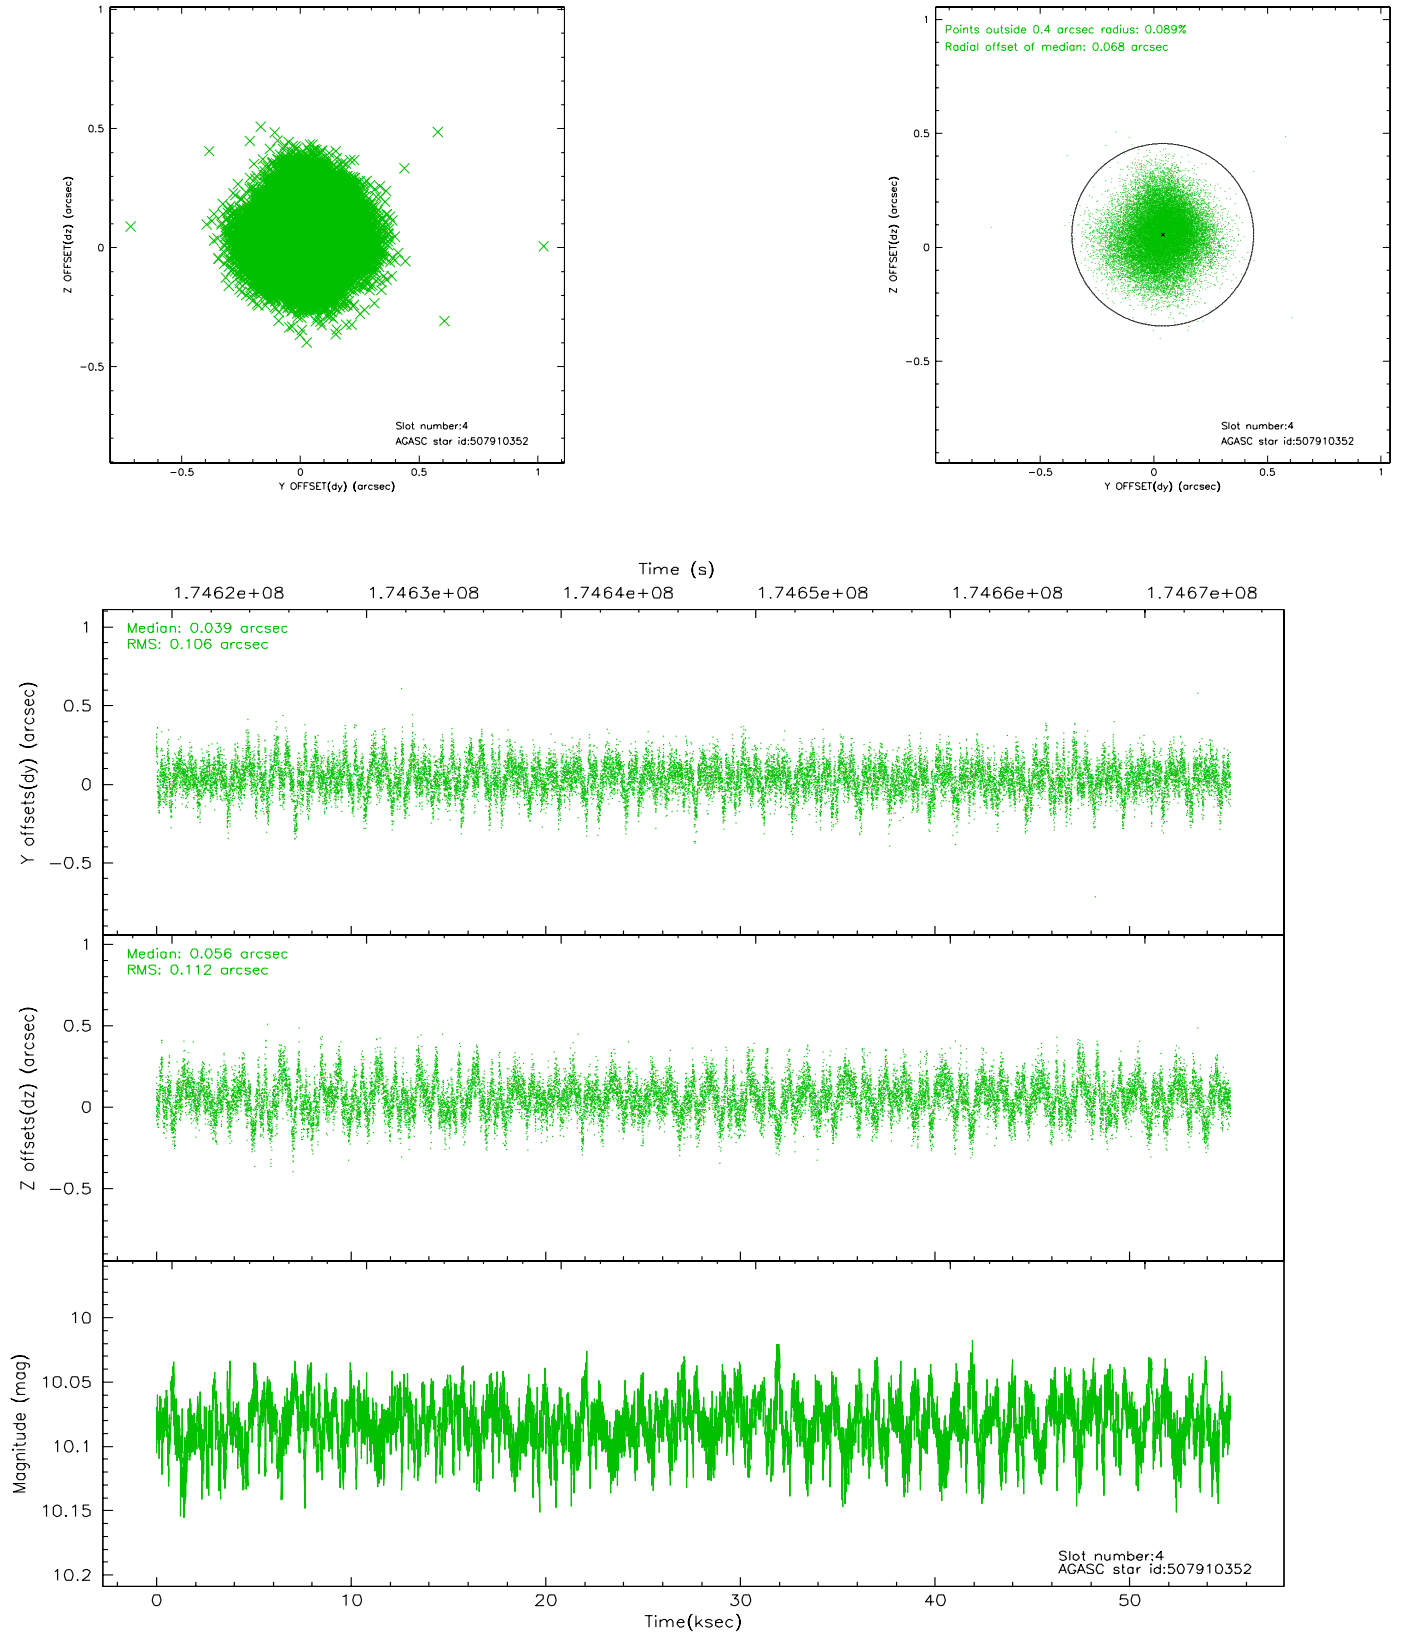 1
0.5
0
−0.5
Z OFFSET(dz) (arcsec)
Slot number:4
AGASC star id:507910352
−0.5 0 0.5 1
Y OFFSET(dy) (arcsec)
Points outside 0.4 arcsec radius: 0.089%
Radial offset of median: 0.068 arcsec
1
0.5
0
−0.5
Z OFFSET(dz) (arcsec)
Slot number:4
AGASC star id:507910352
−0.5 0 0.5 1
Y OFFSET(dy) (arcsec)
Time (s)
1.7462e+08 1.7463e+08 1.7464e+08 1.7465e+08 1.7466e+08 1.7467e+08
Median: 0.039 arcsec
RMS: 0.106 arcsec
1
0.5
0
−0.5
Y offsets(dy) (arcsec)
Median: 0.056 arcsec
RMS: 0.112 arcsec
1
0.5
0
−0.5
Z offsets(dz) (arcsec)
10
10.05
10.1
10.15
10.2
Magnitude (mag)
Slot number:4
AGASC star id:507910352
0 10 20 30 40 50
Time(ksec)